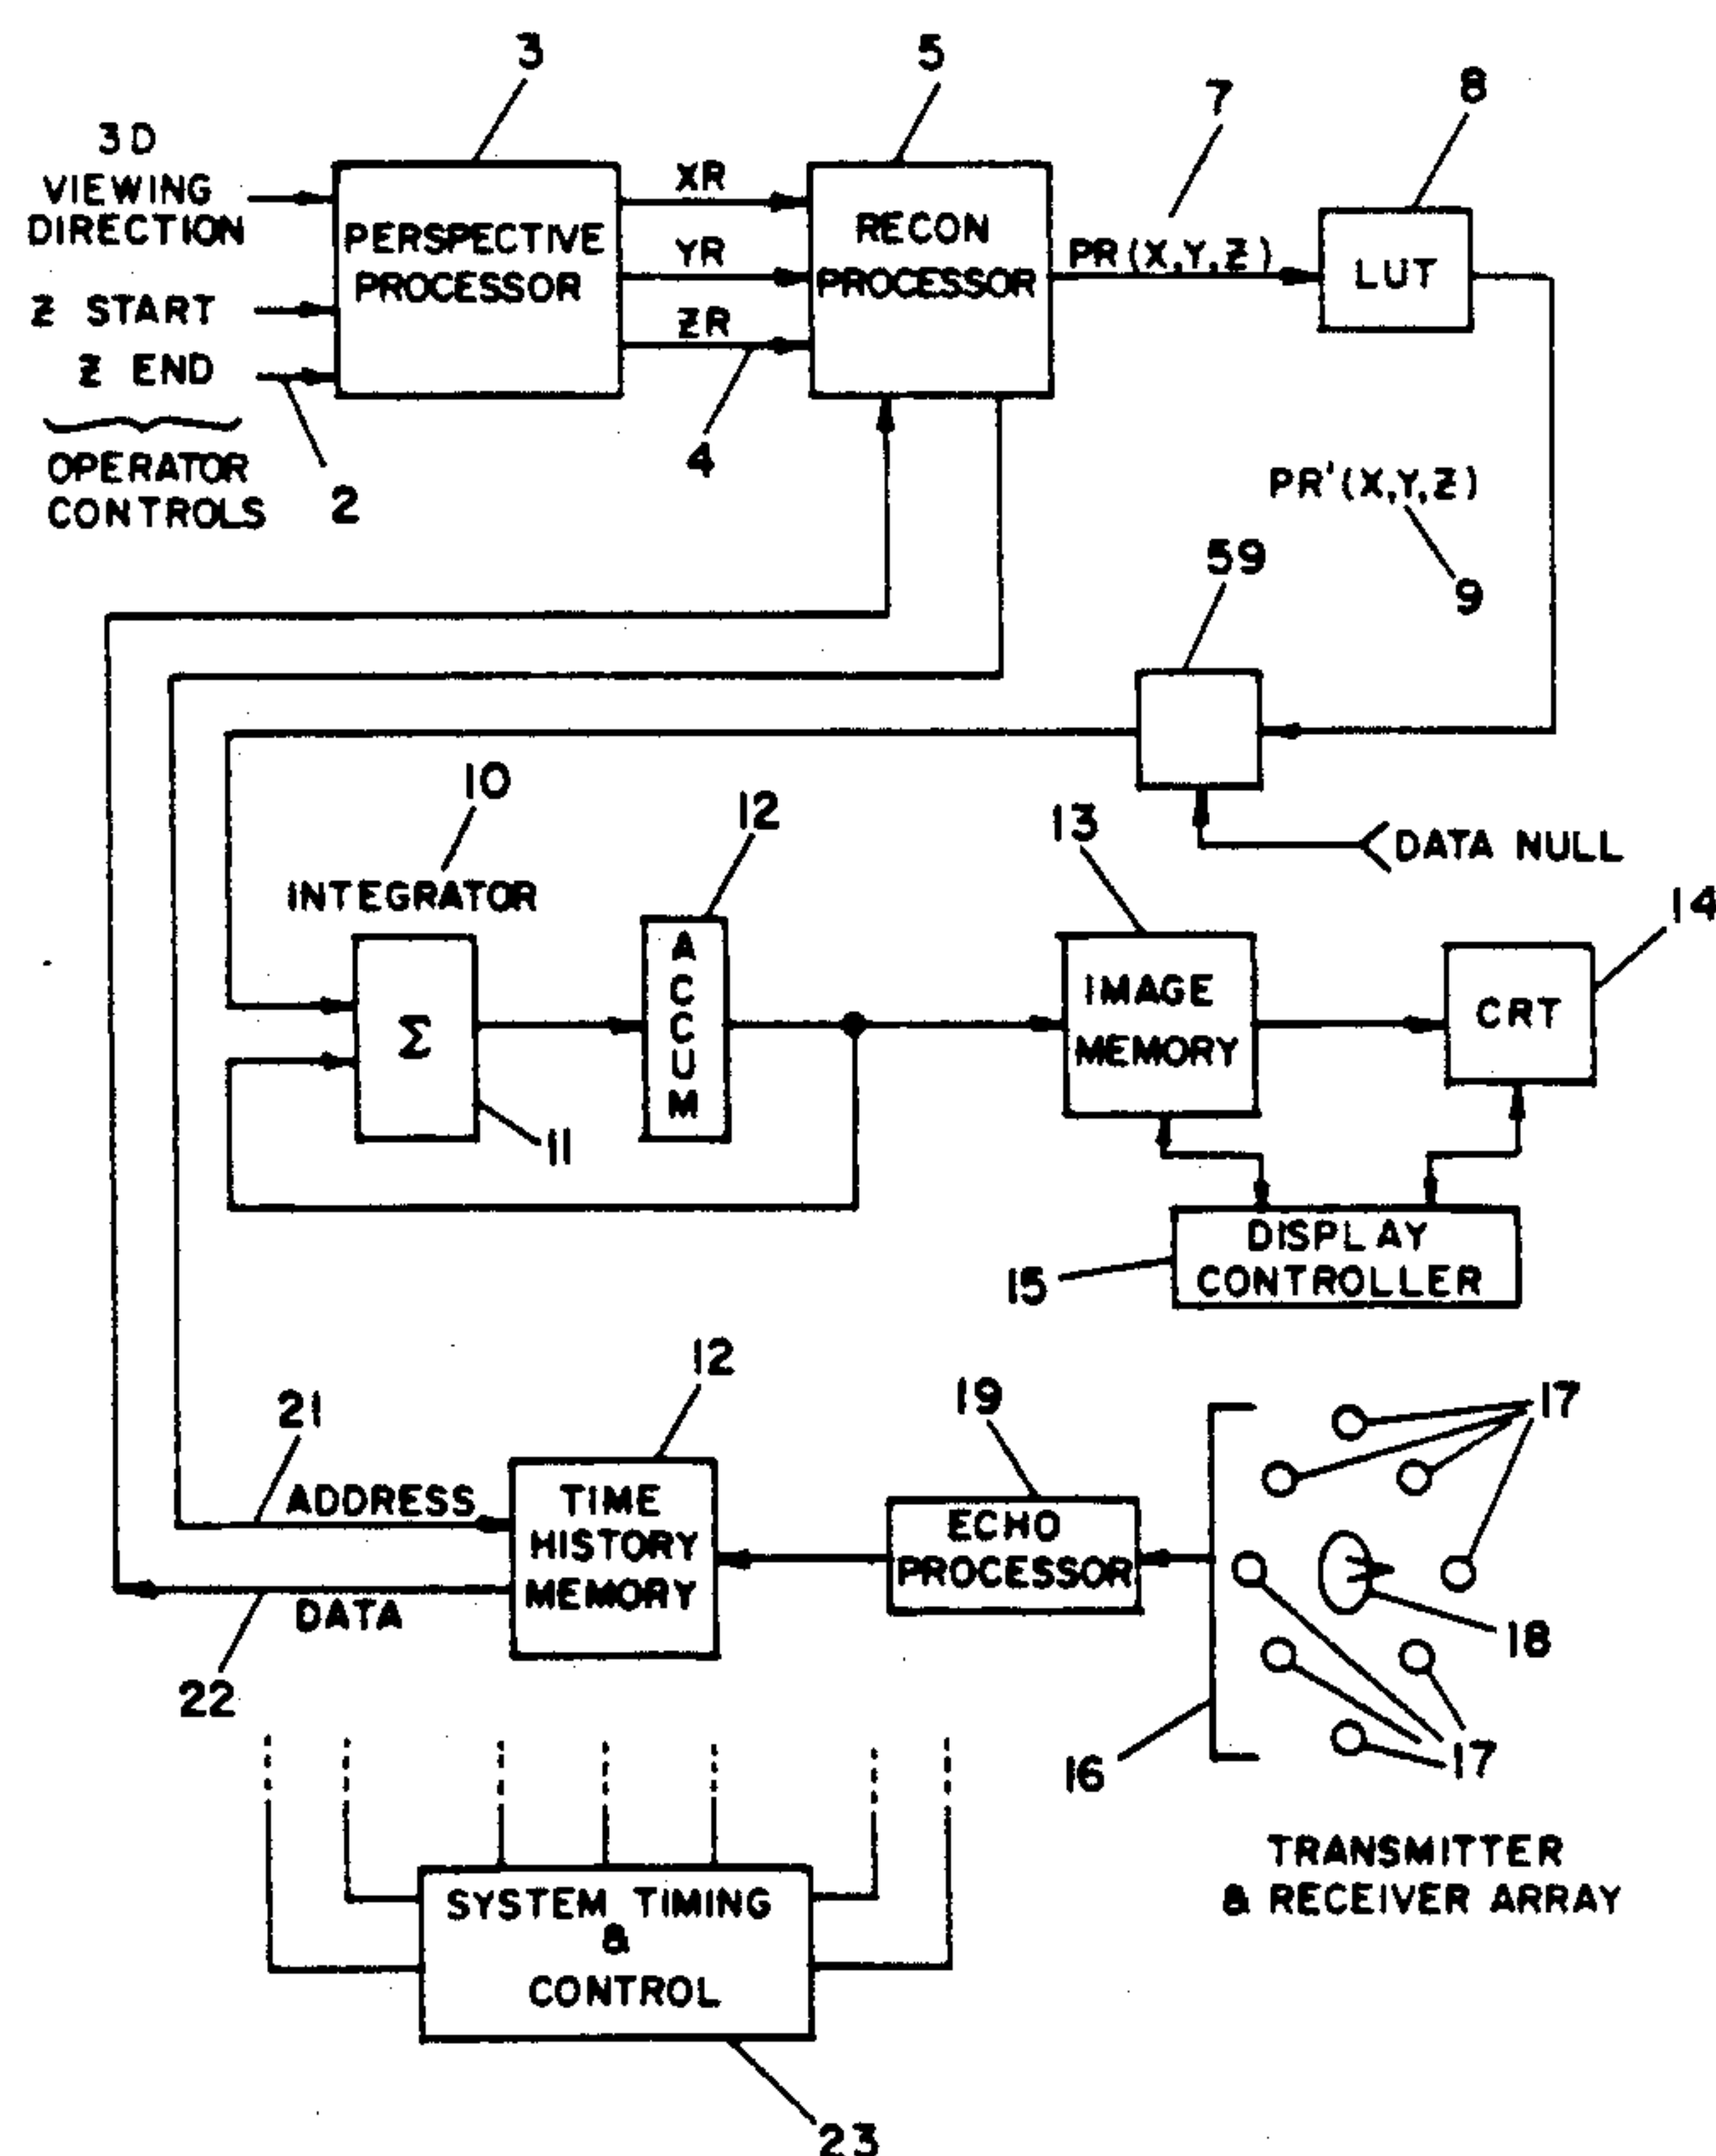 3
5
7
8
3D
VIEWING
DIRECTION
Z START
Z END
OPERATOR
CONTROLS
2
PERSPECTIVE
PROCESSOR
XR
YR
ZR
4
RECON
PROCESSOR
PR (X,Y,Z)
LUT
PR'(X,Y,Z)
9
59
DATA NULL
10
INTEGRATOR
Σ
11
12
ACCUM
13
IMAGE
MEMORY
14
CRT
15
DISPLAY
CONTROLLER
12
21
ADDRESS
TIME
HISTORY
MEMORY
DATA
22
19
ECHO
PROCESSOR
17
18
17
16
TRANSMITTER
& RECEIVER ARRAY
SYSTEM TIMING
&
CONTROL
23